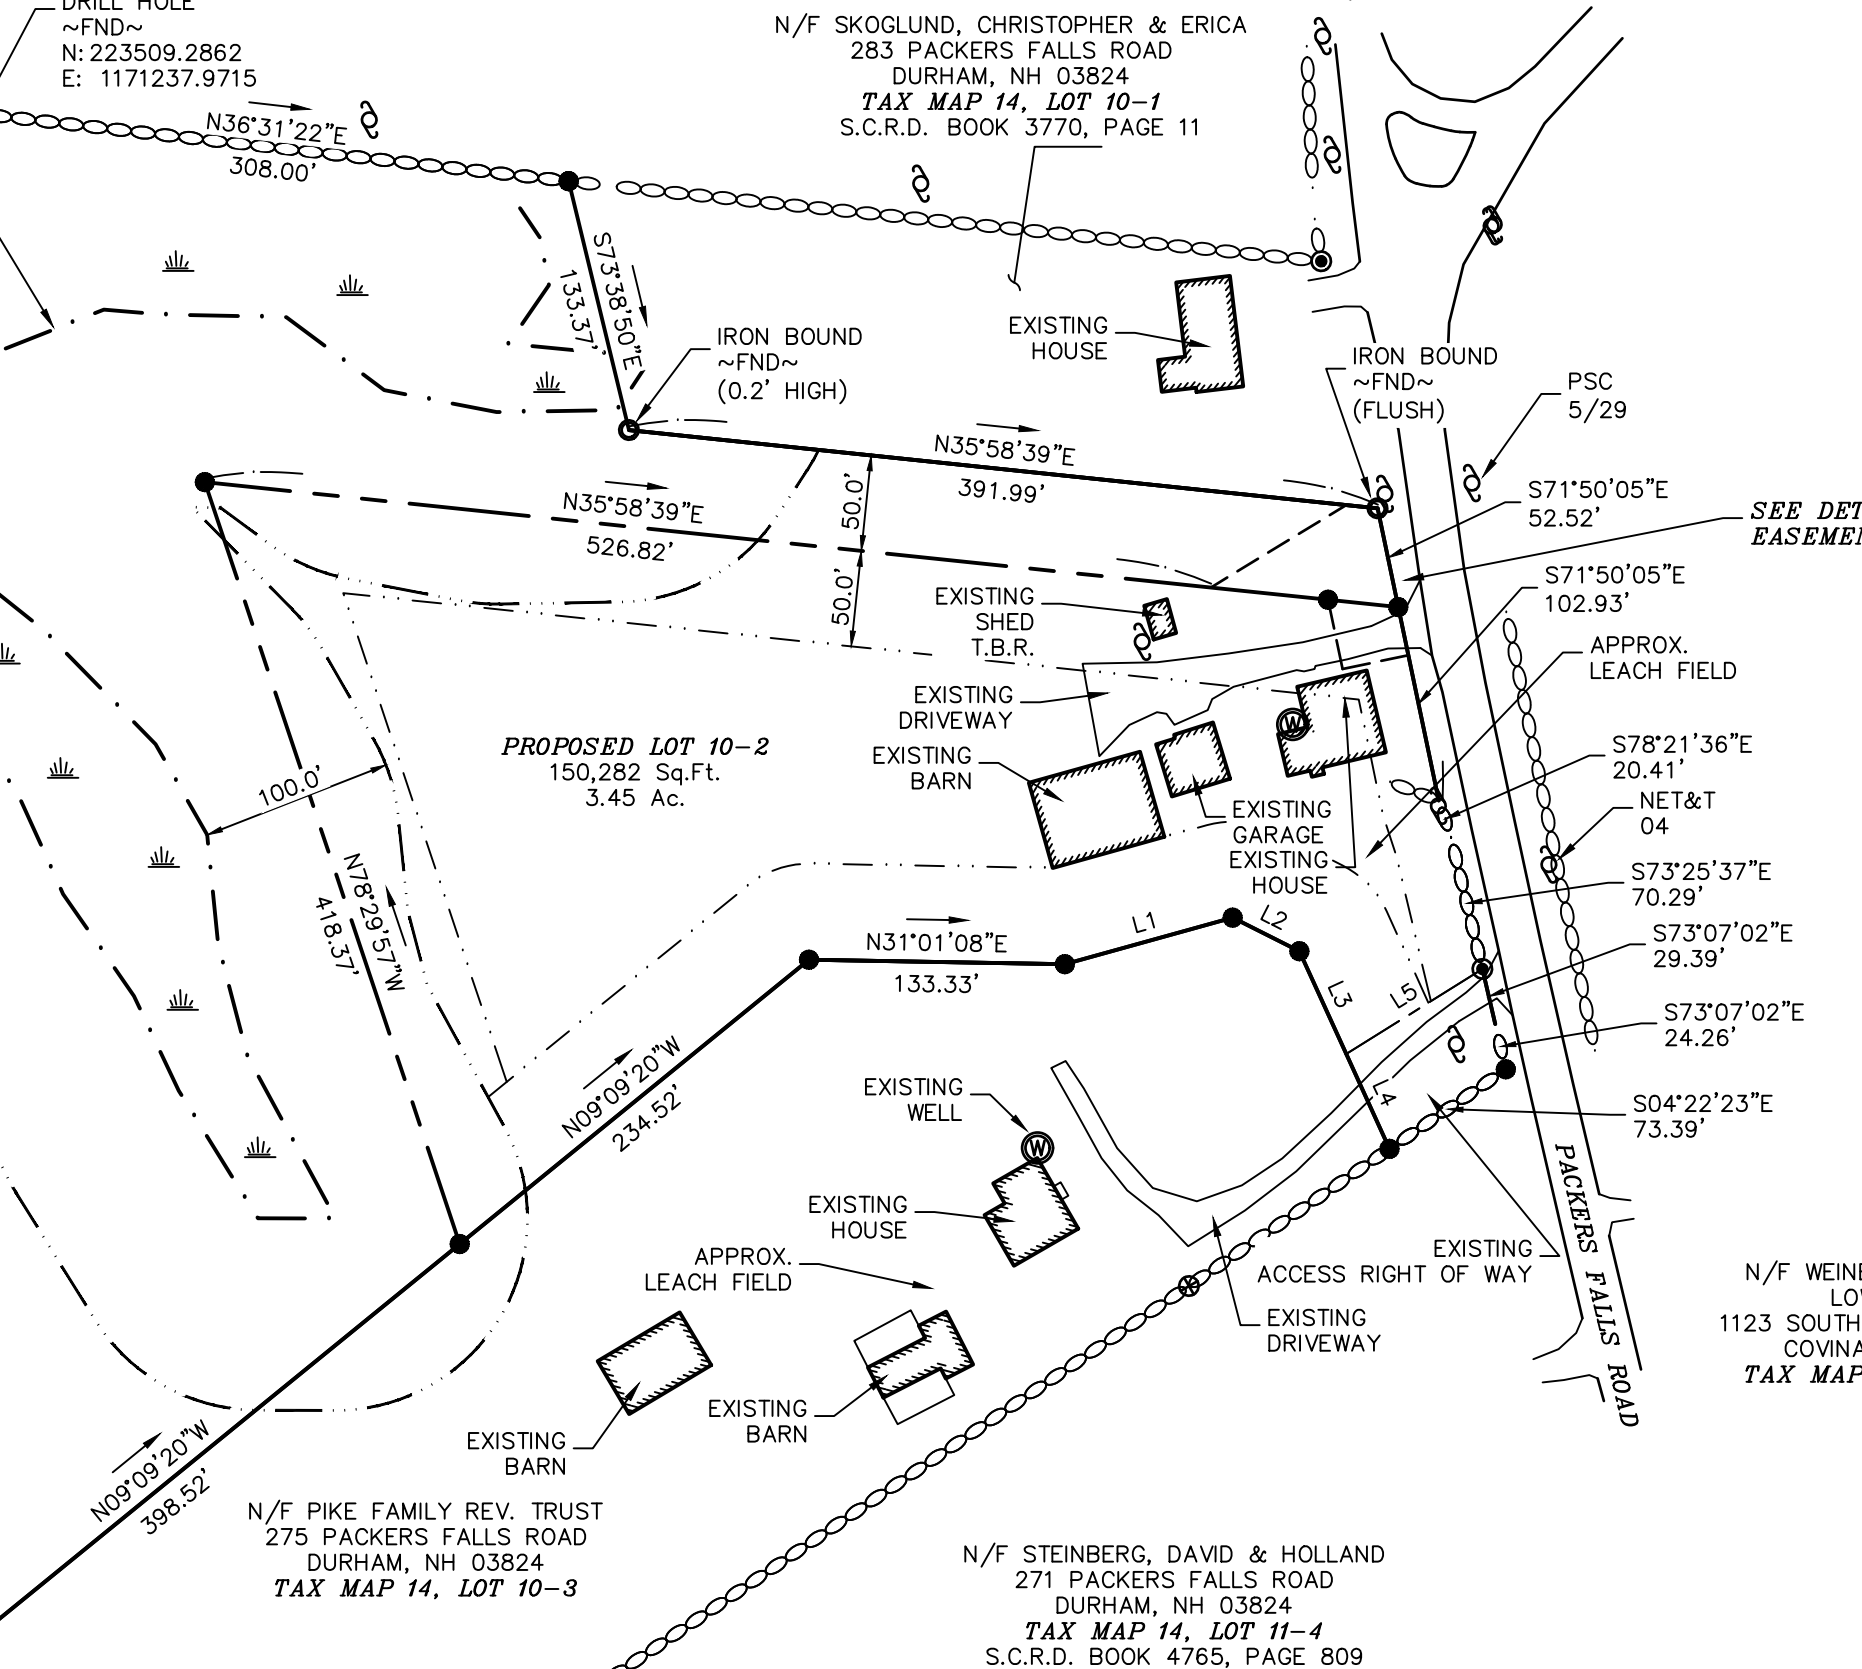 DRILL HOLE
~FND~
N: 223509.2862
E: 1171237.9715
N/F SKOGLUND, CHRISTOPHER & ERICA
283 PACKERS FALLS ROAD
DURHAM, NH 03824
TAX MAP 14, LOT 10-1
S.C.R.D. BOOK 3770, PAGE 11
N36°31'22"E
308.00'
S73°38'50"E
133.37'
IRON BOUND
~FND~
(0.2' HIGH)
EXISTING
HOUSE
IRON BOUND
~FND~
(FLUSH)
PSC
5/29
N35°58'39"E
391.99'
N35°58'39"E
526.82'
50.0'
50.0'
S71°50'05"E
52.52'
SEE DET
EASEMEN
S71°50'05"E
102.93'
EXISTING
SHED
T.B.R.
APPROX.
LEACH FIELD
EXISTING
DRIVEWAY
PROPOSED LOT 10-2
150,282 Sq.Ft.
3.45 Ac.
EXISTING
BARN
W
100.0'
S78°21'36"E
20.41'
NET&T
04
EXISTING
GARAGE
EXISTING
HOUSE
N78°29'57"W
418.37'
S73°25'37"E
70.29'
N31°01'08"E
133.33'
L1
L2
L3
L5
L4
S73°07'02"E
29.39'
S73°07'02"E
24.26'
N09°09'20"W
234.52'
EXISTING
WELL
W
S04°22'23"E
73.39'
PACKERS FALLS ROAD
EXISTING
HOUSE
APPROX.
LEACH FIELD
EXISTING
ACCESS RIGHT OF WAY
EXISTING
DRIVEWAY
N/F WEINE
LO
1123 SOUTH
COVINA
TAX MAP
EXISTING
BARN
EXISTING
BARN
N09°09'20"W
398.52'
N/F PIKE FAMILY REV. TRUST
275 PACKERS FALLS ROAD
DURHAM, NH 03824
TAX MAP 14, LOT 10-3
N/F STEINBERG, DAVID & HOLLAND
271 PACKERS FALLS ROAD
DURHAM, NH 03824
TAX MAP 14, LOT 11-4
S.C.R.D. BOOK 4765, PAGE 809